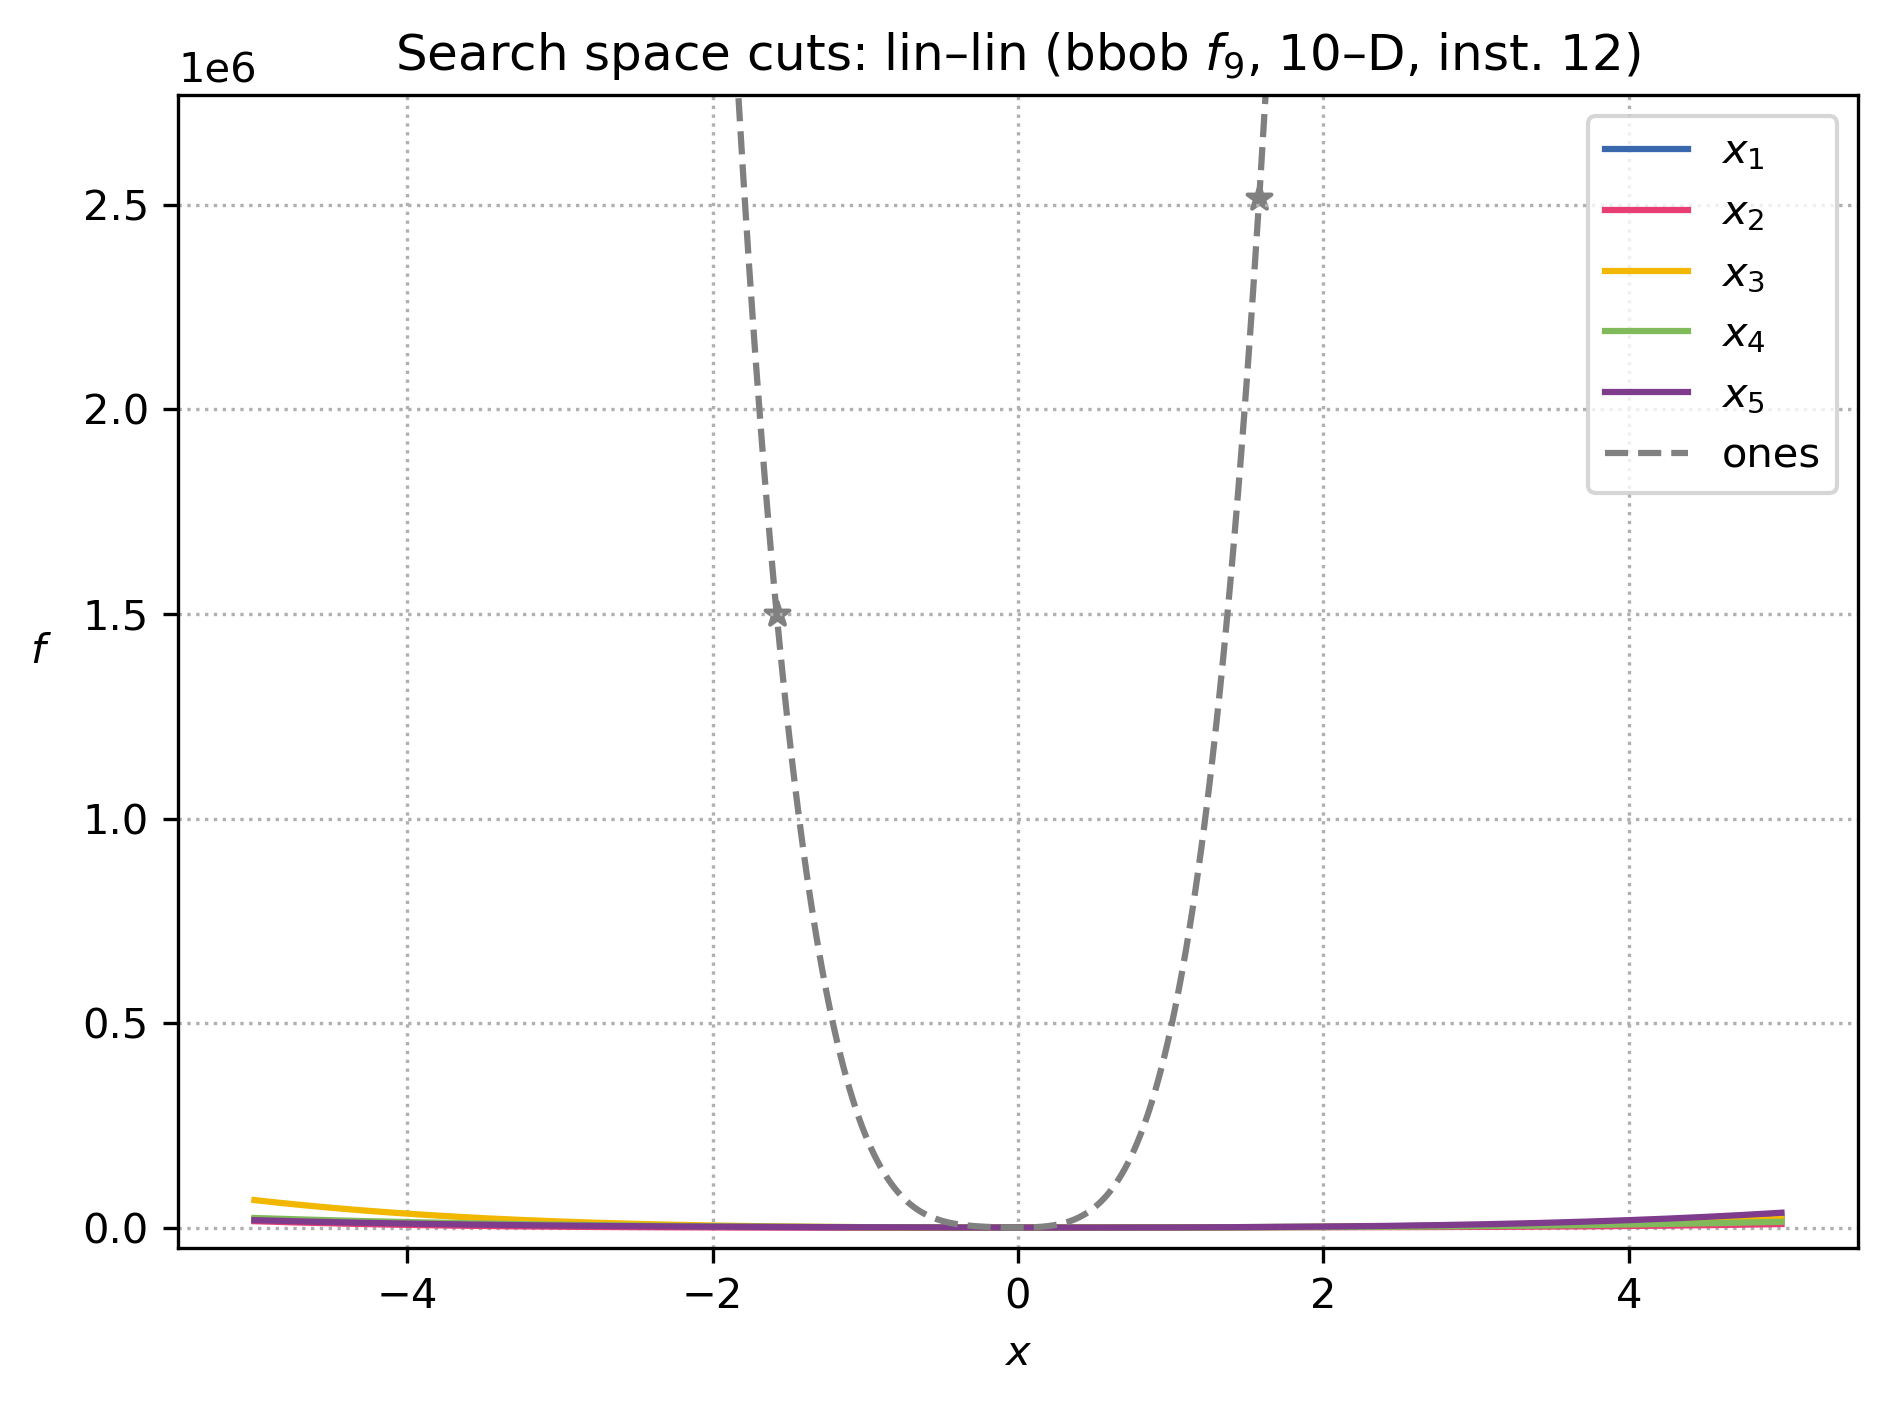 Search space cuts: lin–lin (bbob f₉, 10–D, inst. 12)
1e6
2.5
2.0
1.5
1.0
0.5
0.0
f
−4
−2
0
2
4
x
x₁
x₂
x₃
x₄
x₅
ones